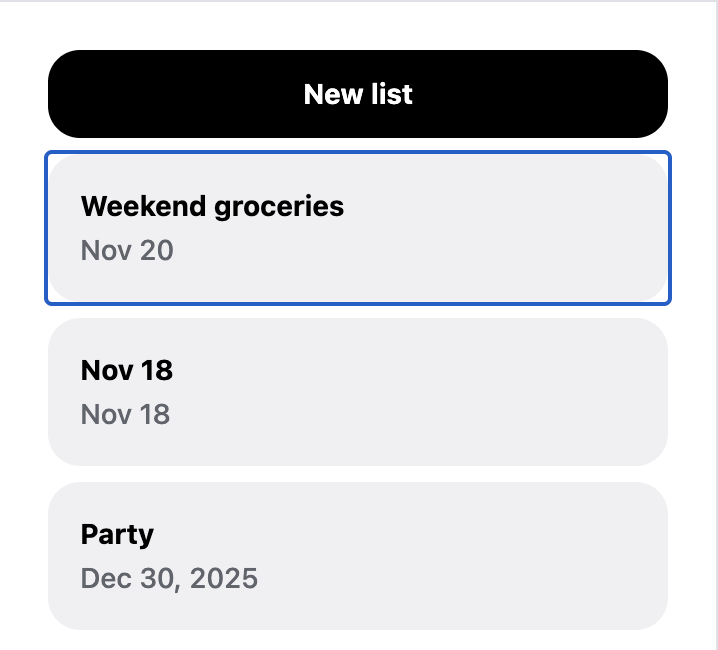 New list
Weekend groceries
Nov 20
Nov 18
Nov 18
Party
Dec 30, 2025